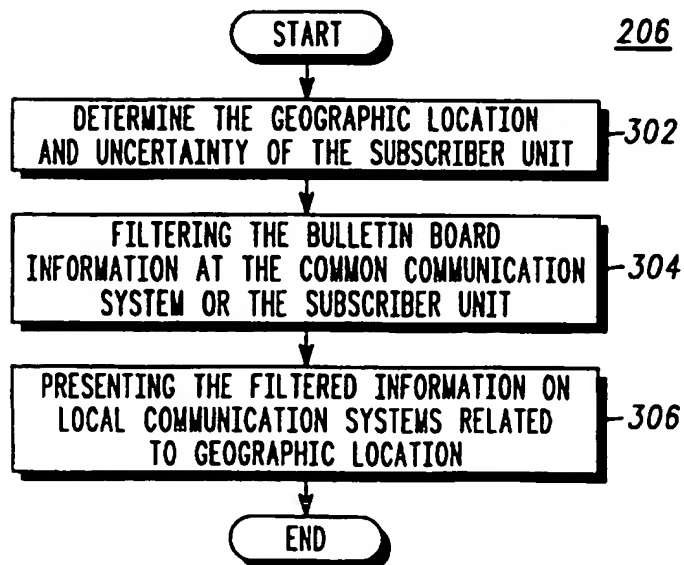 START
206
DETERMINE THE GEOGRAPHIC LOCATION
AND UNCERTAINTY OF THE SUBSCRIBER UNIT
302
FILTERING THE BULLETIN BOARD
INFORMATION AT THE COMMON COMMUNICATION
SYSTEM OR THE SUBSCRIBER UNIT
304
PRESENTING THE FILTERED INFORMATION ON
LOCAL COMMUNICATION SYSTEMS RELATED
TO GEOGRAPHIC LOCATION
306
END